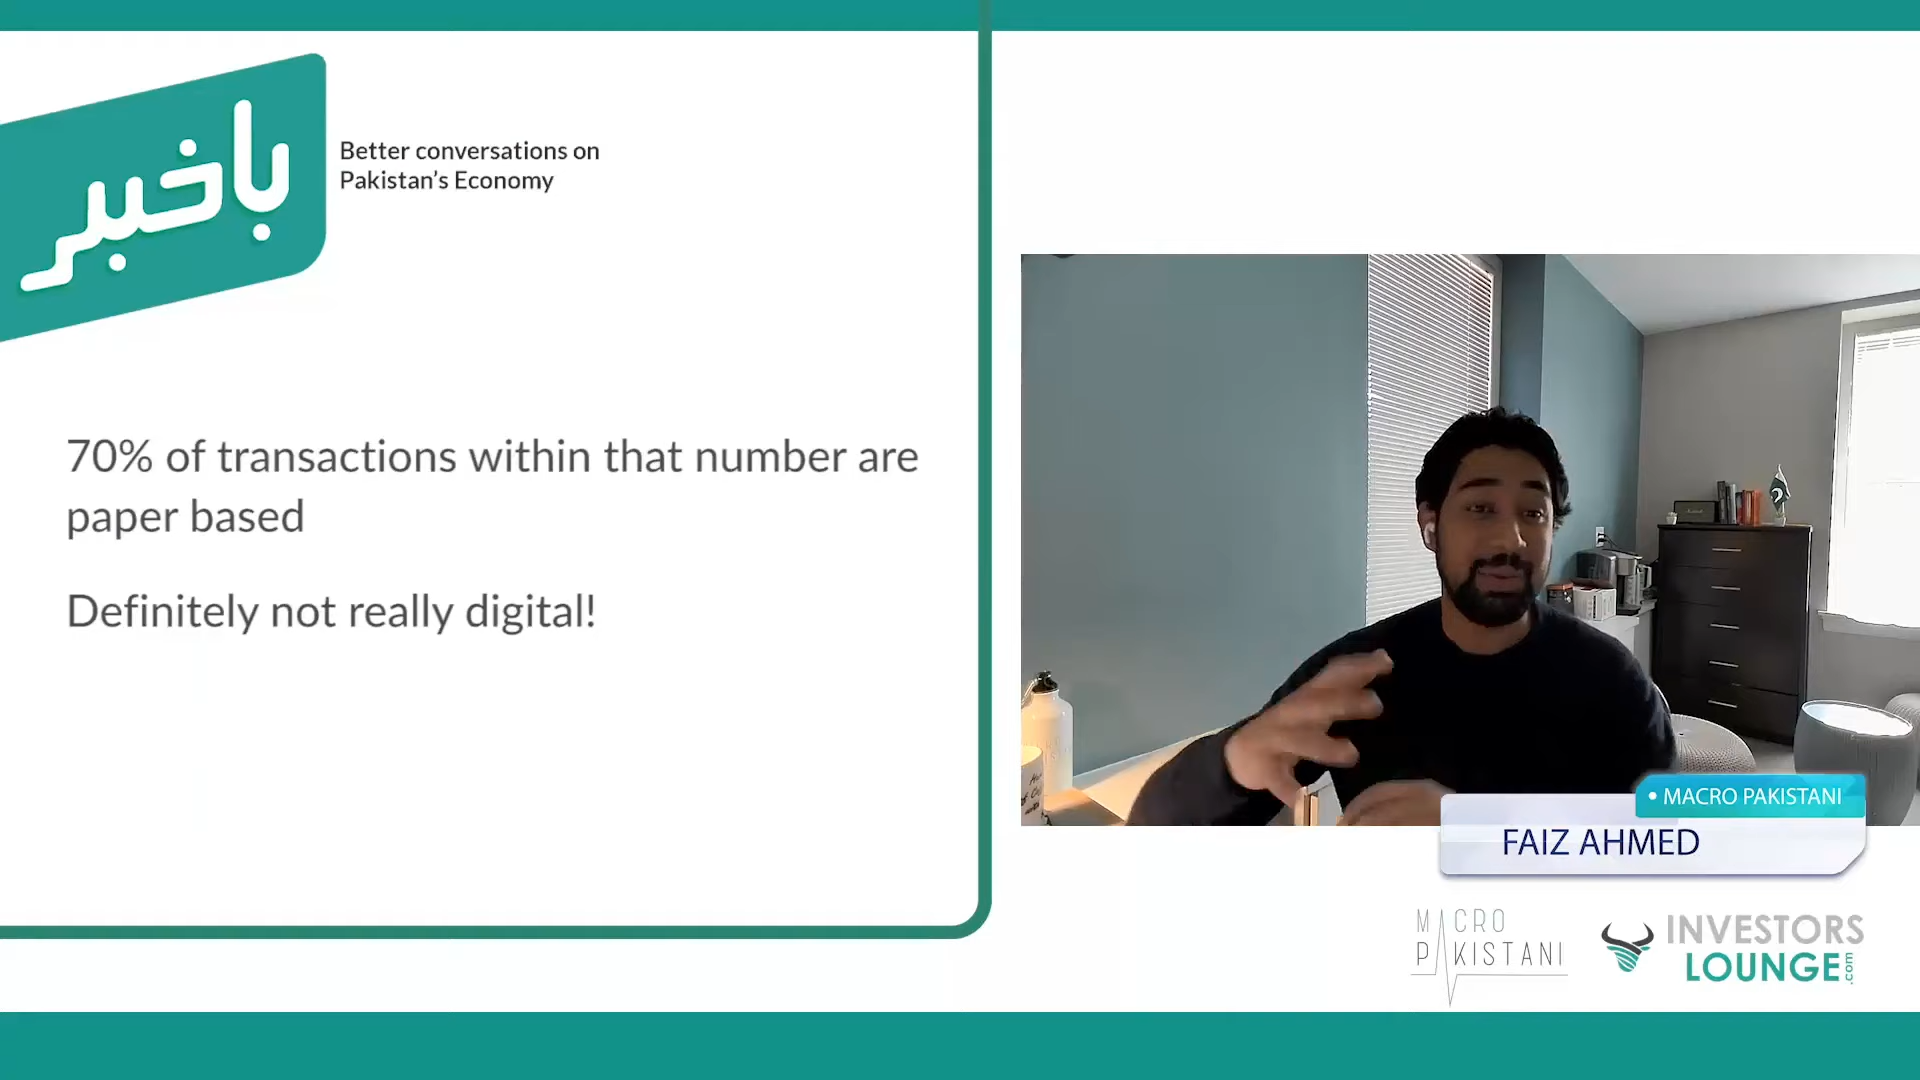 باخبر
Better conversations on
Pakistan's Economy
70% of transactions within that number are
paper based
Definitely not really digital!
• MACRO PAKISTANI
FAIZ AHMED
MACRO
PAKISTANI
INVESTORS
LOUNGE.com